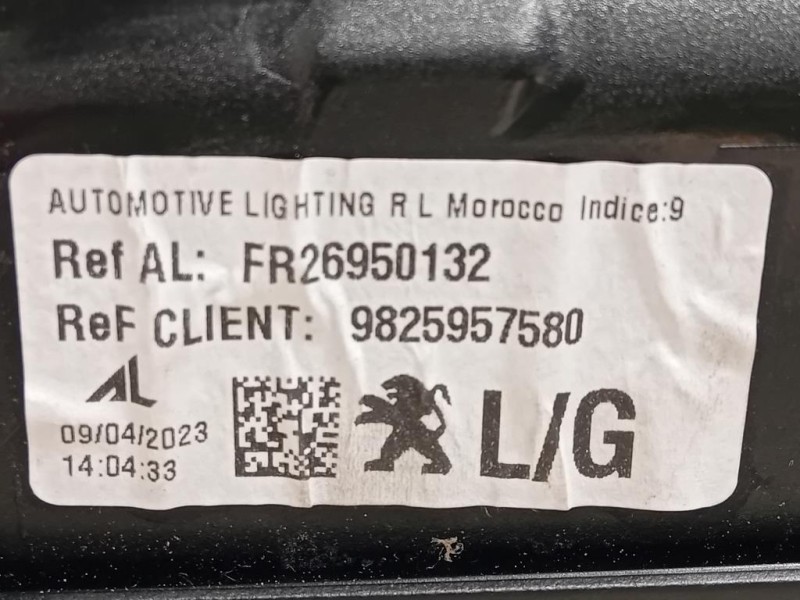 AUTOMOTIVE LIGHTING R L Morocco Indice:9
Ref AL: FR26950132
ReF CLIENT: 9825957580
AL
09/04/2023
14:04:33
L/G